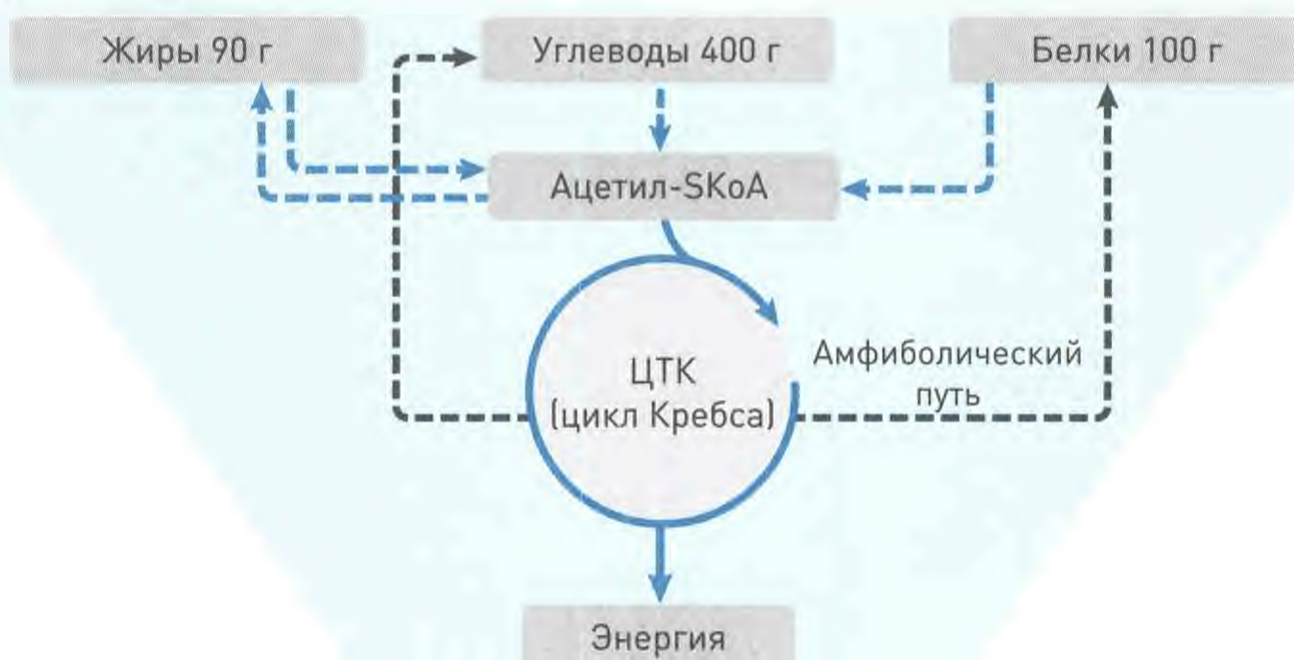 Жиры 90 г
Углеводы 400 г
Белки 100 г
Ацетил-SKoA
Амфиболический
путь
ЦТК
(цикл Кребса)
Энергия